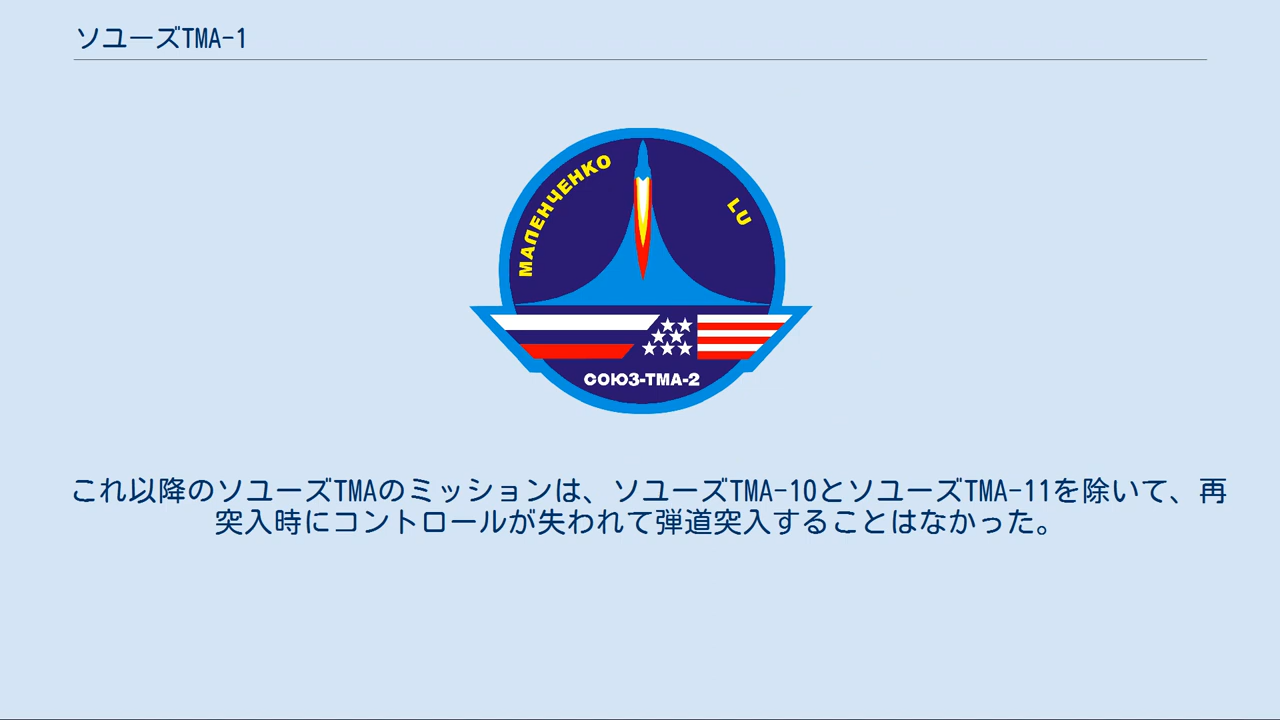 ソユーズTMA-1
МАЛЕНЧЕНКО
LU
СОЮЗ-ТМА-2
これ以降のソユーズTMAのミッションは、ソユーズTMA-10とソユーズTMA-11を除いて、再
突入時にコントロールが失われて弾道突入することはなかった。